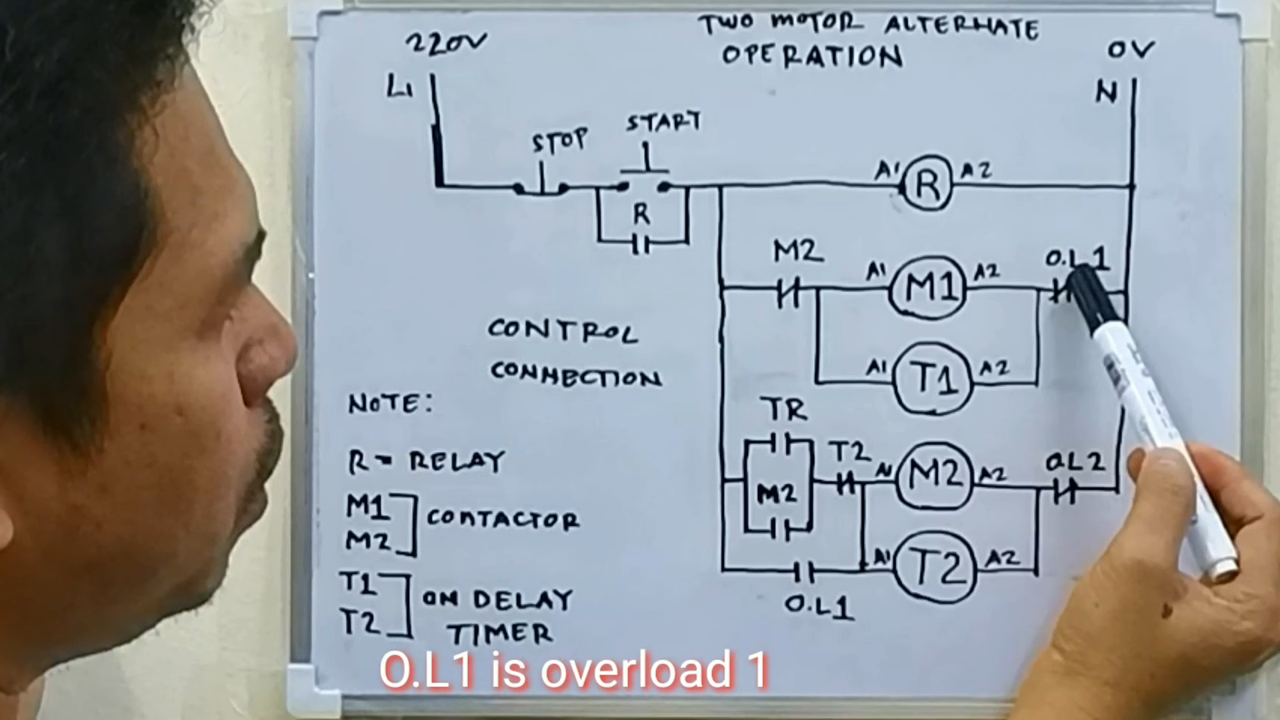 TWO MOTOR ALTERNATE
OPERATION
220V
0V
L1
N
STOP
START
R
A1
R
A2
M2
A1
M1
A2
O.L1
A1
T1
A2
CONTROL
CONNECTION
NOTE:
R = RELAY
M1
M2
CONTACTOR
T1
T2
ON DELAY
TIMER
TR
M2
T2
M2
A2
OL2
A1
T2
A2
O.L1
O.L1 is overload 1